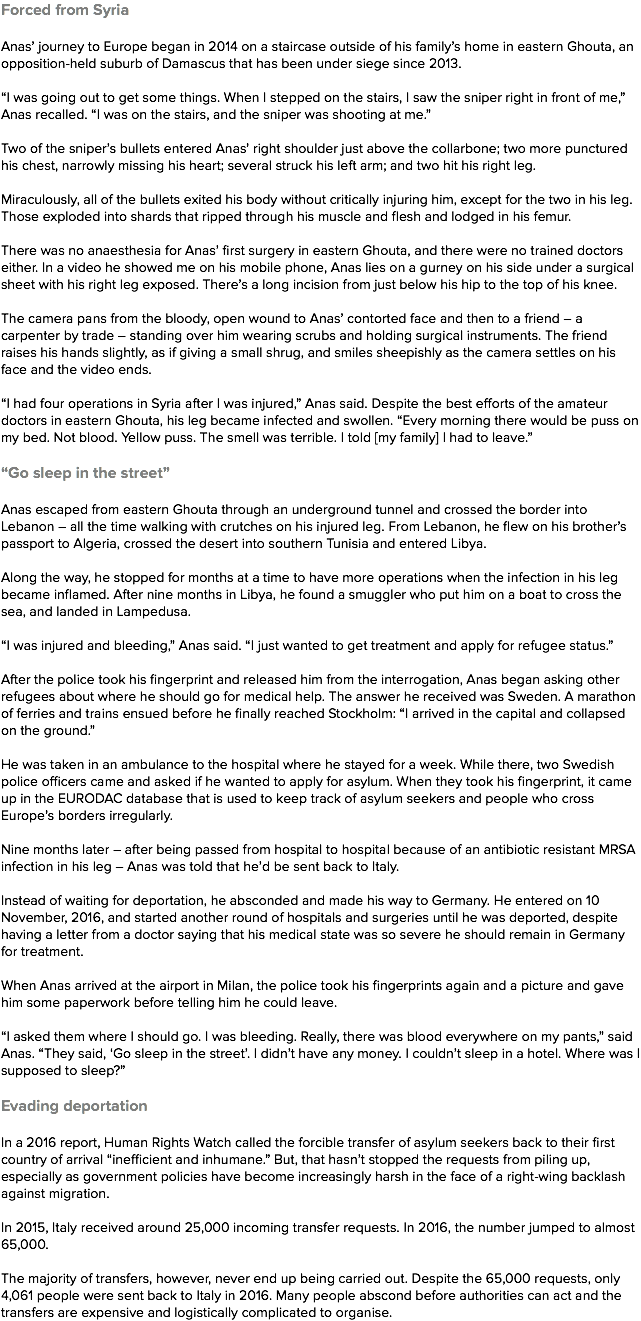 Forced from Syria
Anas’ journey to Europe began in 2014 on a staircase outside of his family’s home in eastern Ghouta, an
opposition-held suburb of Damascus that has been under siege since 2013.
“I was going out to get some things. When I stepped on the stairs, I saw the sniper right in front of me,”
Anas recalled. “I was on the stairs, and the sniper was shooting at me.”
Two of the sniper’s bullets entered Anas’ right shoulder just above the collarbone; two more punctured
his chest, narrowly missing his heart; several struck his left arm; and two hit his right leg.
Miraculously, all of the bullets exited his body without critically injuring him, except for the two in his leg.
Those exploded into shards that ripped through his muscle and flesh and lodged in his femur.
There was no anaesthesia for Anas’ first surgery in eastern Ghouta, and there were no trained doctors
either. In a video he showed me on his mobile phone, Anas lies on a gurney on his side under a surgical
sheet with his right leg exposed. There’s a long incision from just below his hip to the top of his knee.
The camera pans from the bloody, open wound to Anas’ contorted face and then to a friend – a
carpenter by trade – standing over him wearing scrubs and holding surgical instruments. The friend
raises his hands slightly, as if giving a small shrug, and smiles sheepishly as the camera settles on his
face and the video ends.
“I had four operations in Syria after I was injured,” Anas said. Despite the best efforts of the amateur
doctors in eastern Ghouta, his leg became infected and swollen. “Every morning there would be puss on
my bed. Not blood. Yellow puss. The smell was terrible. I told [my family] I had to leave.”
“Go sleep in the street”
Anas escaped from eastern Ghouta through an underground tunnel and crossed the border into
Lebanon – all the time walking with crutches on his injured leg. From Lebanon, he flew on his brother’s
passport to Algeria, crossed the desert into southern Tunisia and entered Libya.
Along the way, he stopped for months at a time to have more operations when the infection in his leg
became inflamed. After nine months in Libya, he found a smuggler who put him on a boat to cross the
sea, and landed in Lampedusa.
“I was injured and bleeding,” Anas said. “I just wanted to get treatment and apply for refugee status.”
After the police took his fingerprint and released him from the interrogation, Anas began asking other
refugees about where he should go for medical help. The answer he received was Sweden. A marathon
of ferries and trains ensued before he finally reached Stockholm: “I arrived in the capital and collapsed
on the ground.”
He was taken in an ambulance to the hospital where he stayed for a week. While there, two Swedish
police officers came and asked if he wanted to apply for asylum. When they took his fingerprint, it came
up in the EURODAC database that is used to keep track of asylum seekers and people who cross
Europe’s borders irregularly.
Nine months later – after being passed from hospital to hospital because of an antibiotic resistant MRSA
infection in his leg – Anas was told that he’d be sent back to Italy.
Instead of waiting for deportation, he absconded and made his way to Germany. He entered on 10
November, 2016, and started another round of hospitals and surgeries until he was deported, despite
having a letter from a doctor saying that his medical state was so severe he should remain in Germany
for treatment.
When Anas arrived at the airport in Milan, the police took his fingerprints again and a picture and gave
him some paperwork before telling him he could leave.
“I asked them where I should go. I was bleeding. Really, there was blood everywhere on my pants,” said
Anas. “They said, ‘Go sleep in the street’. I didn’t have any money. I couldn’t sleep in a hotel. Where was I
supposed to sleep?”
Evading deportation
In a 2016 report, Human Rights Watch called the forcible transfer of asylum seekers back to their first
country of arrival “inefficient and inhumane.” But, that hasn’t stopped the requests from piling up,
especially as government policies have become increasingly harsh in the face of a right-wing backlash
against migration.
In 2015, Italy received around 25,000 incoming transfer requests. In 2016, the number jumped to almost
65,000.
The majority of transfers, however, never end up being carried out. Despite the 65,000 requests, only
4,061 people were sent back to Italy in 2016. Many people abscond before authorities can act and the
transfers are expensive and logistically complicated to organise.